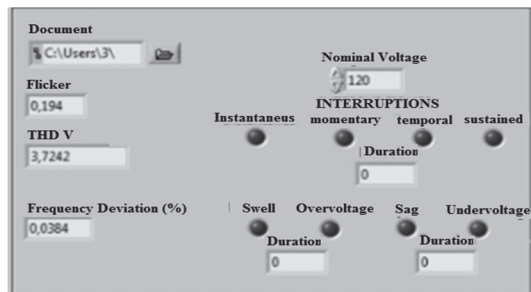 Document
C:\Users\3\
Nominal Voltage
120
Flicker
0,194
INTERRUPTIONS
Instantaneus momentary temporal sustained
THD V
3,7242
Duration
0
Frequency Deviation (%)
0,0384
Swell Overvoltage Sag Undervoltage
Duration Duration
0 0